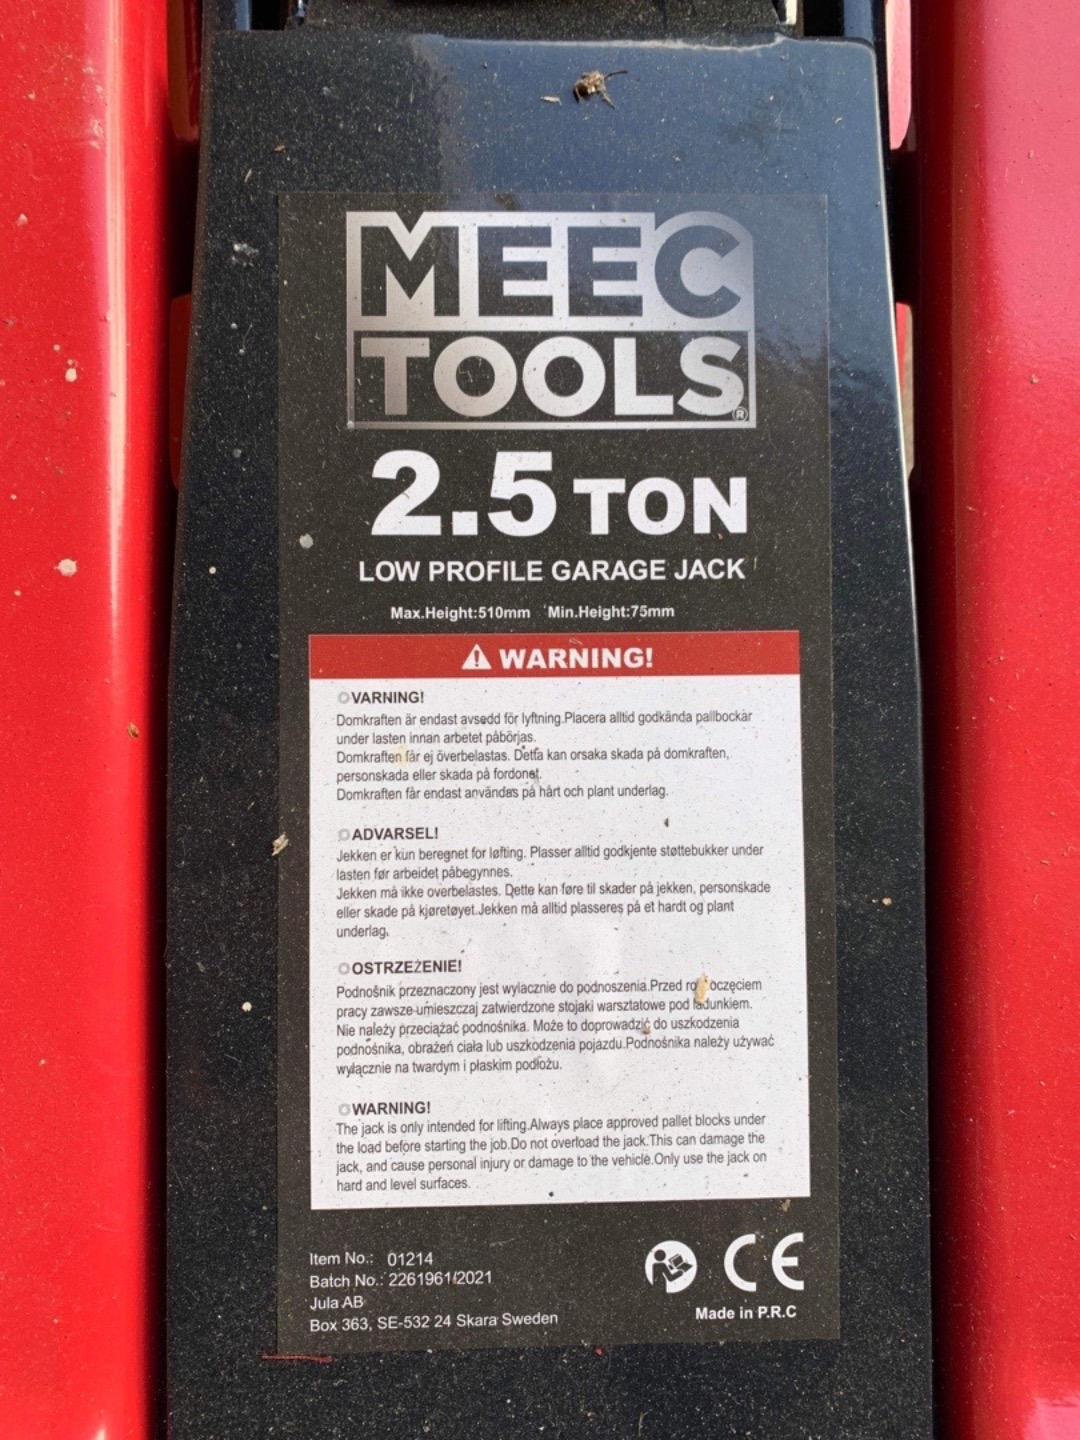 MEEC
TOOLS®
2.5 TON
LOW PROFILE GARAGE JACK
Max.Height:510mm Min.Height:75mm
WARNING!
VARNING!
Domkraften är endast avsedd för lyftning.Placera alltid godkända pallbockar
under lasten innan arbetet påbörjas.
Domkraften får ej överbelastas. Detta kan orsaka skada på domkraften,
personskada eller skada på fordonet.
Domkraften får endast användas på hårt och plant underlag.
ADVARSEL!
Jekken er kun beregnet for løfting. Plasser alltid godkjente støttebukker under
lasten før arbeidet påbegynnes.
Jekken må ikke overbelastes. Dette kan føre til skader på jekken, personskade
eller skade på kjøretøyet.Jekken må alltid plasseres på et hardt og plant
underlag.
OSTRZEŻENIE!
Podnośnik przeznaczony jest wylacznie do podnoszenia.Przed
pracy zawsze umieszczaj zatwierdzone stojaki warsztatowe pod ładunkiem.
Nie należy przeciążać podnośnika. Może to doprowadzić do uszkodzenia
podnośnika, obrażeń ciała lub uszkodzenia pojazdu.Podnośnika należy używać
wyłącznie na twardym i płaskim podłożu.
WARNING!
The jack is only intended for lifting.Always place approved pallet blocks under
the load before starting the job.Do not overload the jack.This can damage the
jack, and cause personal injury or damage to the vehicle.Only use the jack on
hard and level surfaces.
Item No.: 01214
Batch No.: 2261961/2021
Jula AB
Box 363, SE-532 24 Skara Sweden
CE
Made in P.R.C